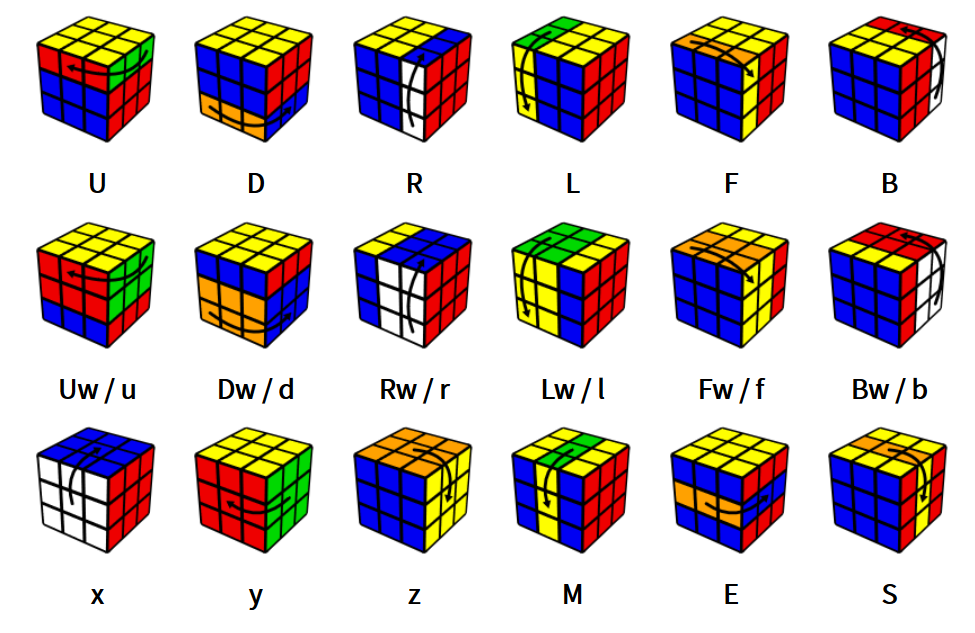 U D R L F B
Uw / u Dw / d Rw / r Lw / l Fw / f Bw / b
x y z M E S